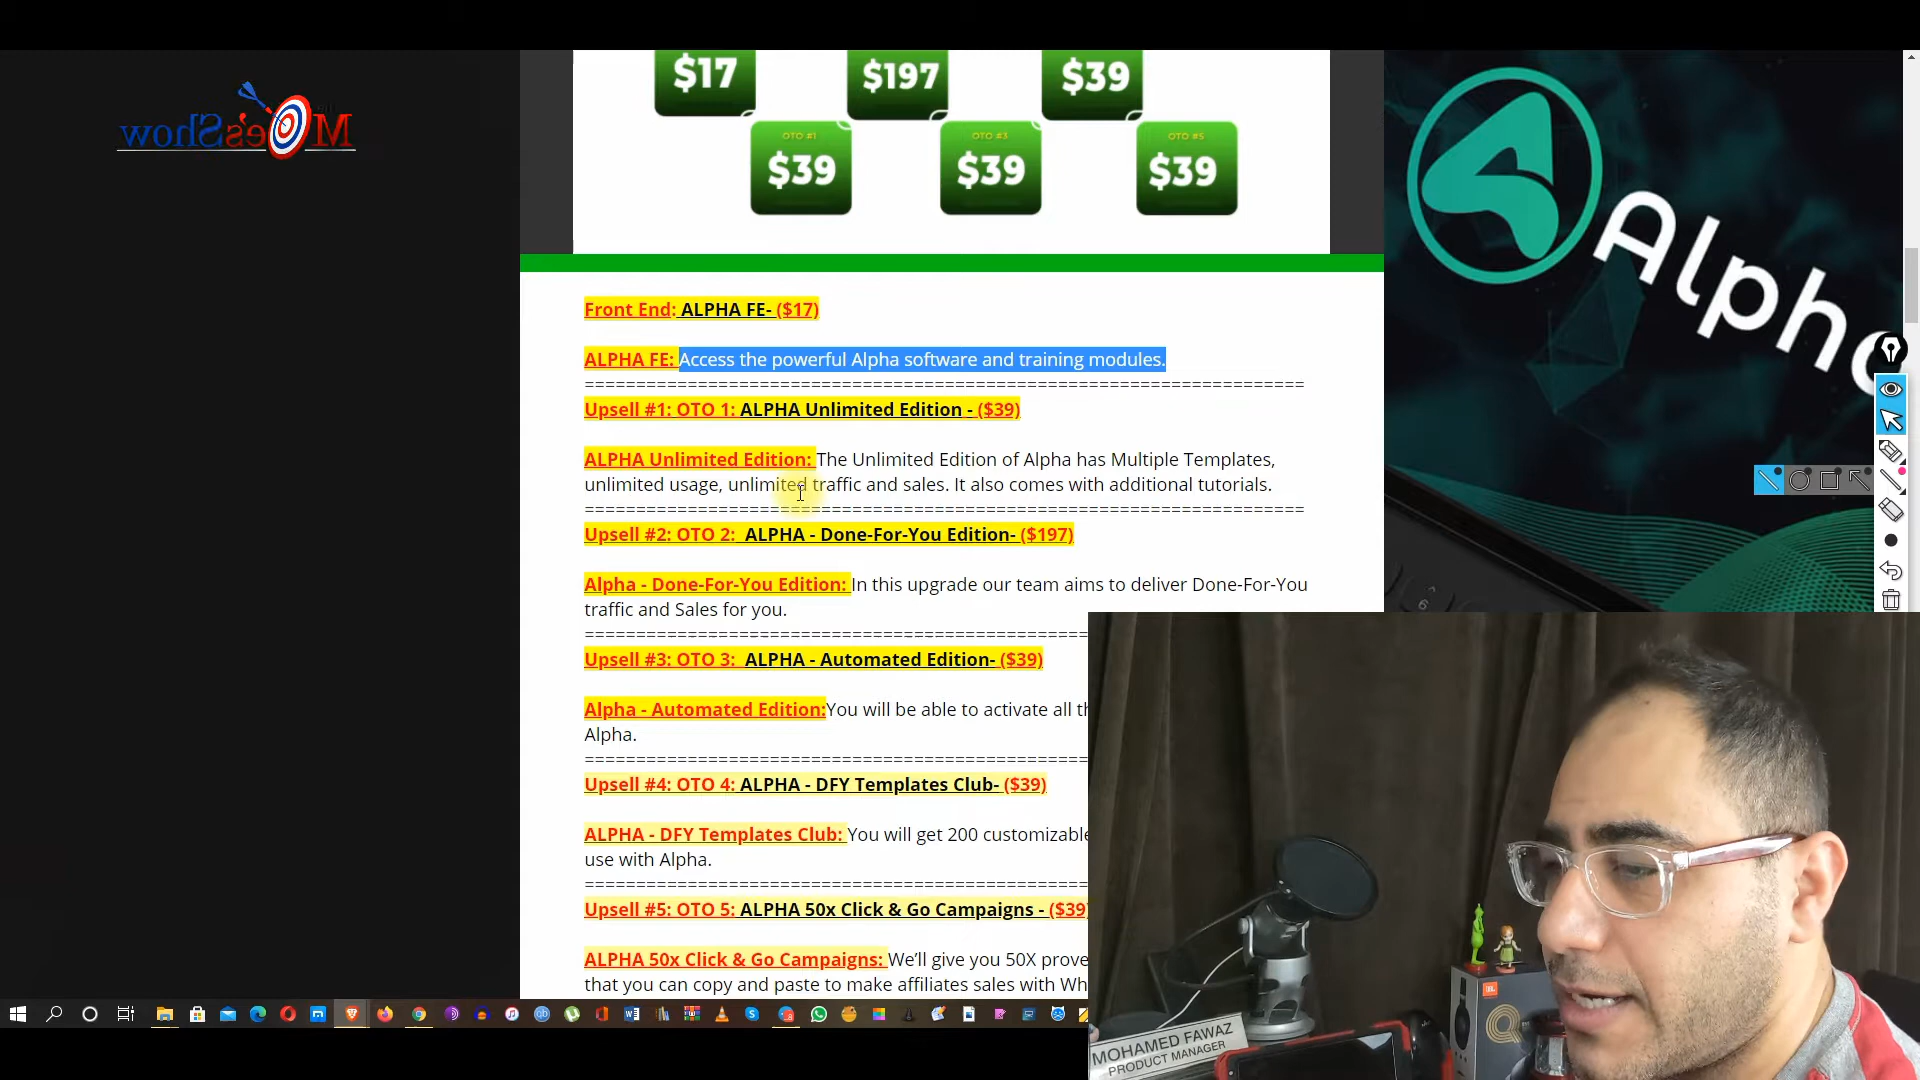 $17
$197
$39
OTO #1
OTO #3
OTO #5
$39
$39
$39
Moe'sShow
Alpha
Front End: ALPHA FE- ($17)
ALPHA FE: Access the powerful Alpha software and training modules.
======================================================================
Upsell #1: OTO 1: ALPHA Unlimited Edition - ($39)
ALPHA Unlimited Edition: The Unlimited Edition of Alpha has Multiple Templates,
unlimited usage, unlimited traffic and sales. It also comes with additional tutorials.
======================================================================
Upsell #2: OTO 2: ALPHA - Done-For-You Edition- ($197)
Alpha - Done-For-You Edition: In this upgrade our team aims to deliver Done-For-You
traffic and Sales for you.
=================================================
Upsell #3: OTO 3: ALPHA - Automated Edition- ($39)
Alpha - Automated Edition:You will be able to activate all
Alpha.
=================================================
Upsell #4: OTO 4: ALPHA - DFY Templates Club- ($39)
ALPHA - DFY Templates Club: You will get 200 customizable
use with Alpha.
=================================================
Upsell #5: OTO 5: ALPHA 50x Click & Go Campaigns - ($39
ALPHA 50x Click & Go Campaigns: We'll give you 50X
that you can copy and paste to make affiliates sales with
MOHAMED FAWAZ
PRODUCT MANAGER
JBL